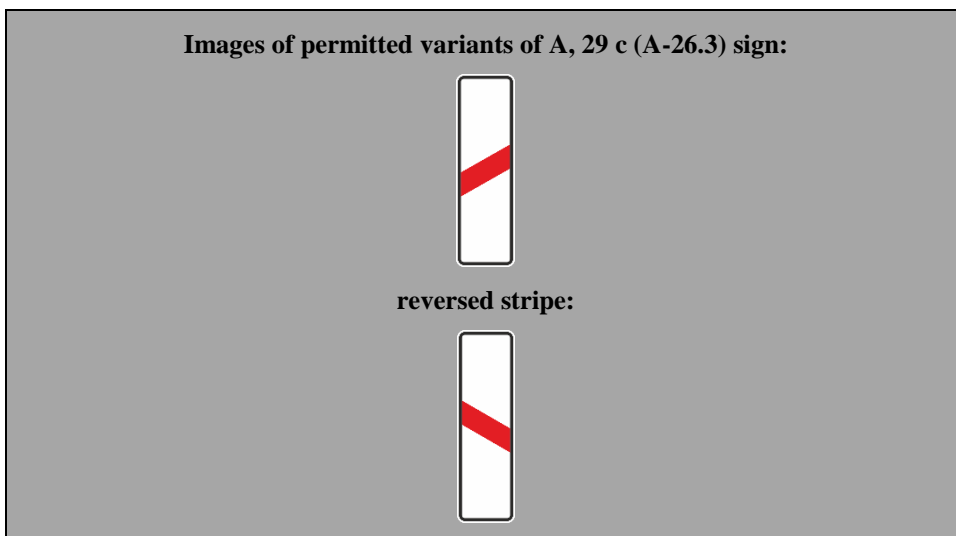 Images of permitted variants of A, 29 c (A-26.3) sign:
reversed stripe: